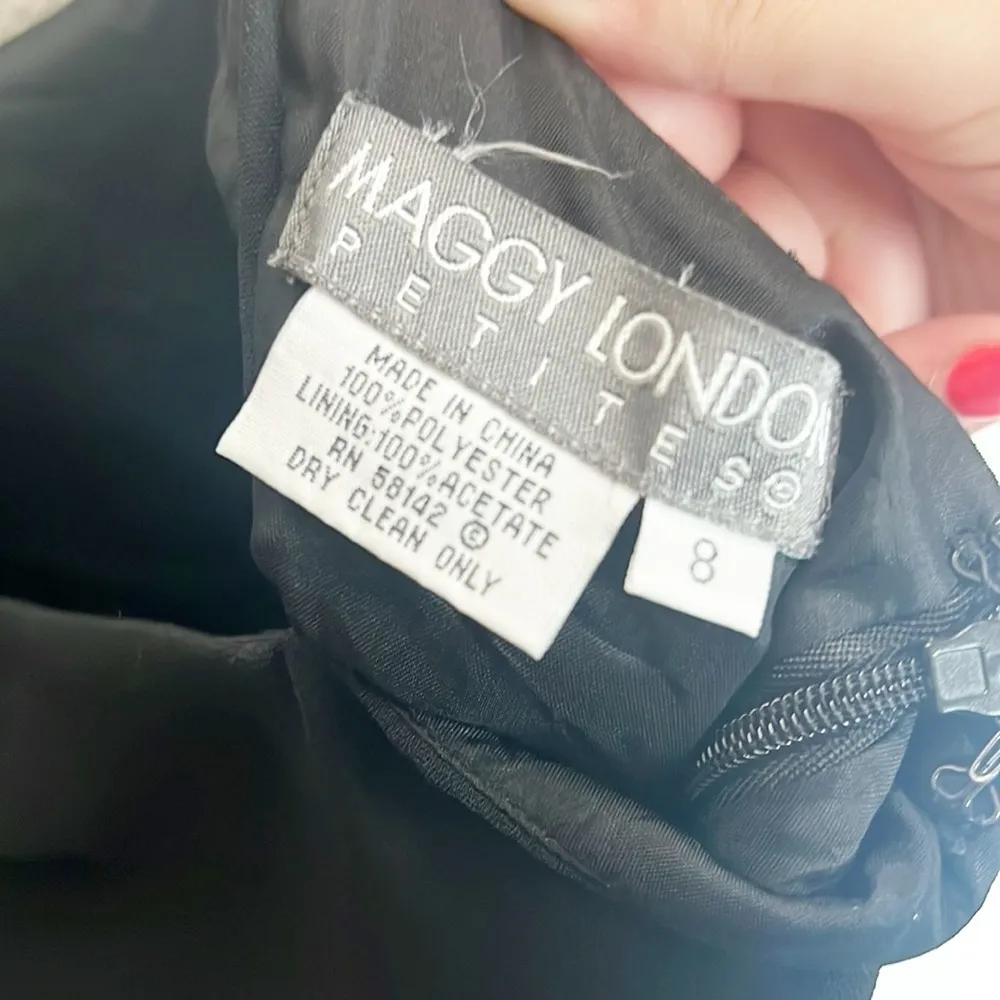 MAGGY LONDON
PETITES©
MADE IN CHINA
100%POLYESTER
LINING:100%ACETATE
RN 58142 ©
DRY CLEAN ONLY
8